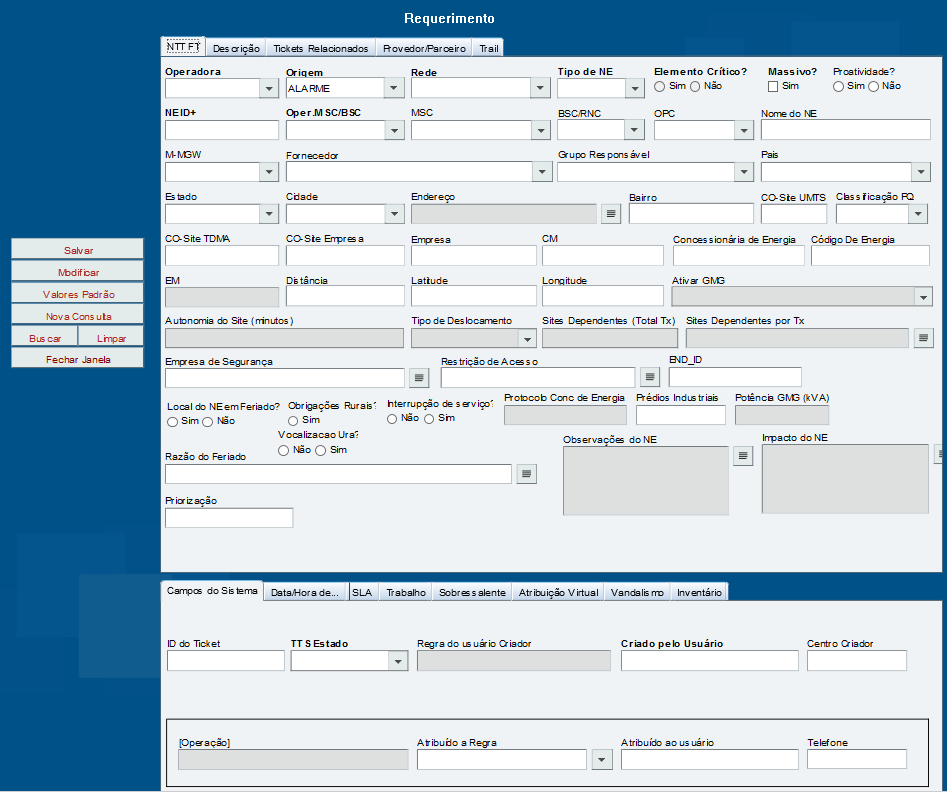 Requerimento
NTT FT Descrição Tickets Relacionados Provedor/Parceiro Trail
Operadora Origem Rede Tipo de NE Elemento Crítico? Massivo? Proatividade?
ALARME Sim Não Sim Sim Não
NEID+ Oper.MSC/BSC MSC BSC/RNC OPC Nome do NE
M-MGW Fornecedor Grupo Responsável Pais
Estado Cidade Endereço Bairro CO-Site UMTS Classificação PQ
CO-Site TDMA CO-Site Empresa Empresa CM Concessionária de Energia Código De Energia
EM Distância Latitude Longitude Ativar GMG
Autonomia do Site (minutos) Tipo de Deslocamento Sites Dependentes (Total Tx) Sites Dependentes por Tx
Empresa de Segurança Restrição de Acesso END_ID
Local do NE em Feriado? Obrigações Rurais? Interrupção de serviço? Protocolo Conc de Energia Prédios Industriais Potência GMG (kVA)
Sim Não Sim Não Sim
Vocalizacao Ura? Observações do NE Impacto do NE
Não Sim
Razão do Feriado
Priorização
Salvar
Modificar
Valores Padrão
Nova Consulta
Buscar Limpar
Fechar Janela
Campos do Sistema Data/Hora de... SLA Trabalho Sobressalente Atribuição Virtual Vandalismo Inventário
ID do Ticket TTS Estado Regra do usuário Criador Criado pelo Usuário Centro Criador
[Operação] Atribuído a Regra Atribuído ao usuário Telefone